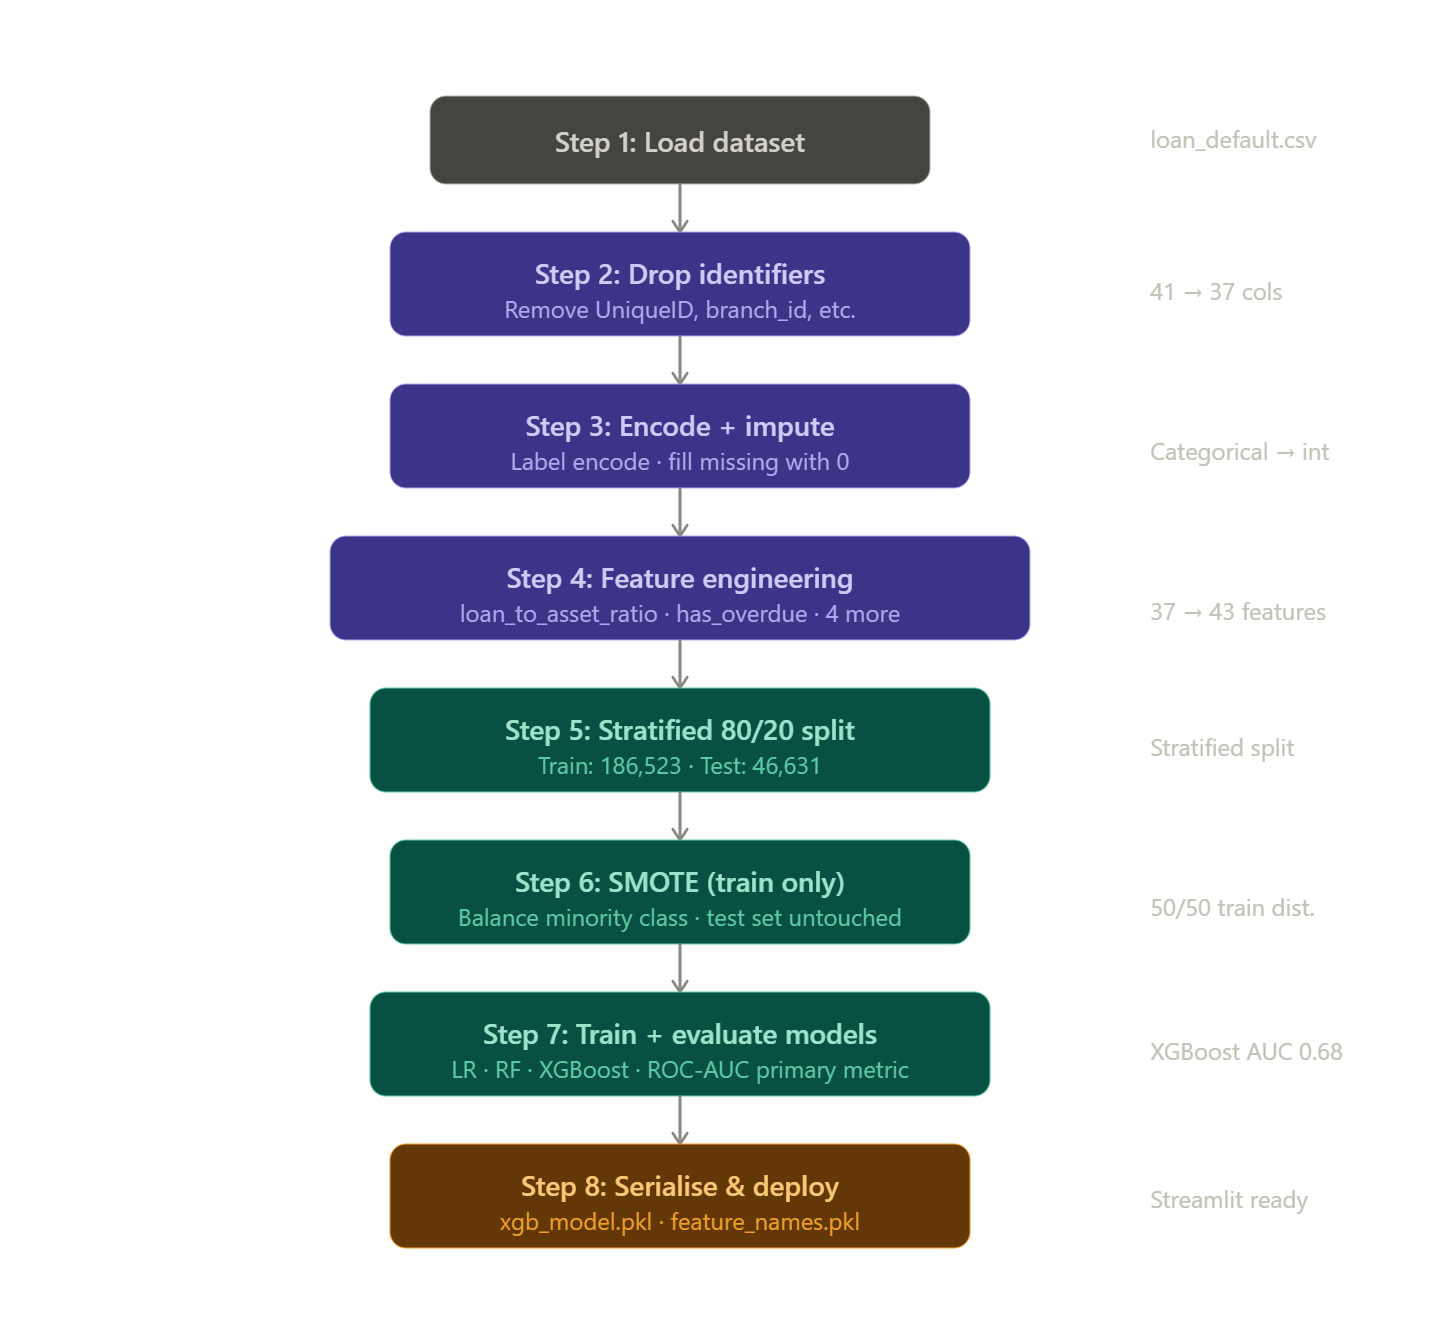 Step 1: Load dataset
loan_default.csv
Step 2: Drop identifiers
Remove UniqueID, branch_id, etc.
41 → 37 cols
Step 3: Encode + impute
Label encode · fill missing with 0
Categorical → int
Step 4: Feature engineering
loan_to_asset_ratio · has_overdue · 4 more
37 → 43 features
Step 5: Stratified 80/20 split
Train: 186,523 · Test: 46,631
Stratified split
Step 6: SMOTE (train only)
Balance minority class · test set untouched
50/50 train dist.
Step 7: Train + evaluate models
LR · RF · XGBoost · ROC-AUC primary metric
XGBoost AUC 0.68
Step 8: Serialise & deploy
xgb_model.pkl · feature_names.pkl
Streamlit ready